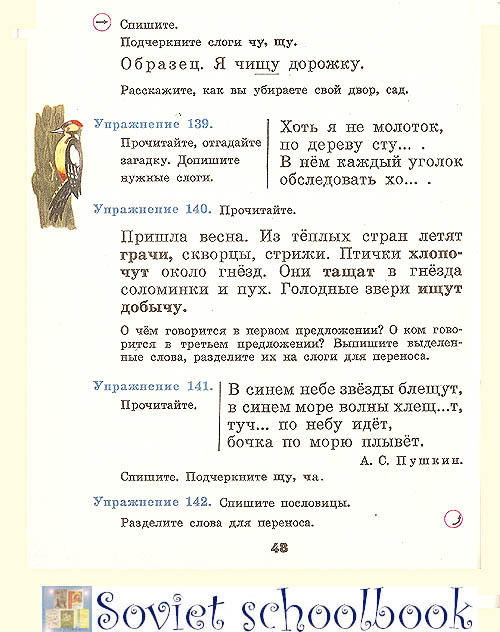 Спишите.
Подчеркните слоги чу, щу.
Образец. Я чищу дорожку.
Расскажите, как вы убираете свой двор, сад.
Упражнение 139.
Прочитайте, отгадайте
загадку. Допишите
нужные слоги.
Хоть я не молоток,
по дереву сту... .
В нём каждый уголок
обследовать хо... .
Упражнение 140. Прочитайте.
Пришла весна. Из тёплых стран летят
грачи, скворцы, стрижи. Птички хлопо-
чут около гнёзд. Они тащат в гнёзда
соломинки и пух. Голодные звери ищут
добычу.
О чём говорится в первом предложении? О ком гово-
рится в третьем предложении? Выпишите выделен-
ные слова, разделите их на слоги для переноса.
Упражнение 141.
Прочитайте.
В синем небе звёзды блещут,
в синем море волны хлещ...т,
туч... по небу идёт,
бочка по морю плывёт.
А. С. Пушкин.
Спишите. Подчеркните щу, ча.
Упражнение 142. Спишите пословицы.
Разделите слова для переноса.
48
Soviet schoolbook